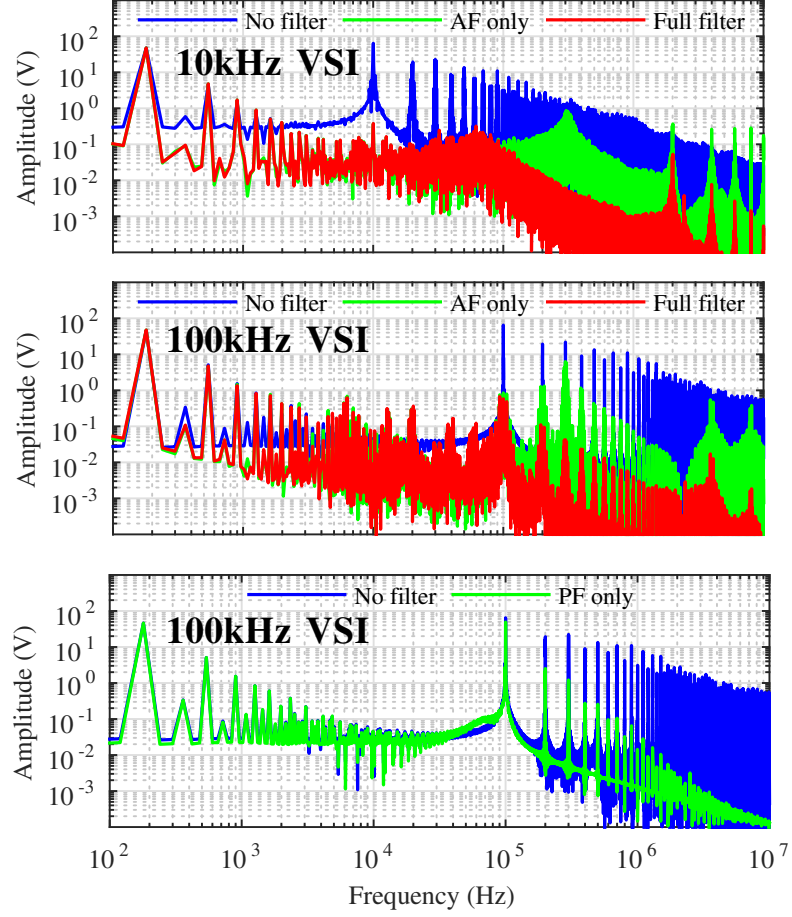 No filter AF only Full filter
10kHz VSI
Amplitude (V)
10^2
10^1
10^0
10^-1
10^-2
10^-3
No filter AF only Full filter
100kHz VSI
Amplitude (V)
10^2
10^1
10^0
10^-1
10^-2
10^-3
No filter PF only
100kHz VSI
Amplitude (V)
10^2
10^1
10^0
10^-1
10^-2
10^-3
10^2 10^3 10^4 10^5 10^6 10^7
Frequency (Hz)